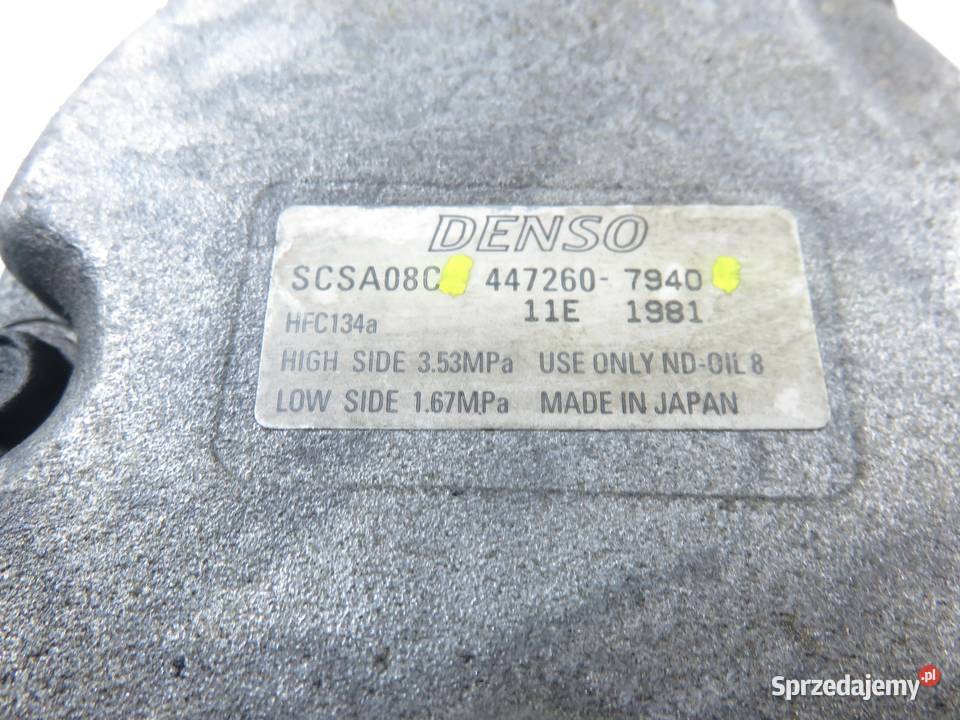 DENSO
SCSA08C 447260-7940
11E 1981
HFC134a
HIGH SIDE 3.53MPa USE ONLY ND-OIL 8
LOW SIDE 1.67MPa MADE IN JAPAN
Sprzedajemy.pl